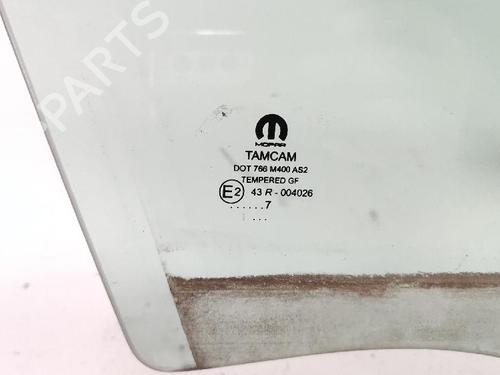 PARTS
MOPAR
TAMCAM
DOT 766 M400 AS2
TEMPERED GF
E2 43 R - 004026
......7
...